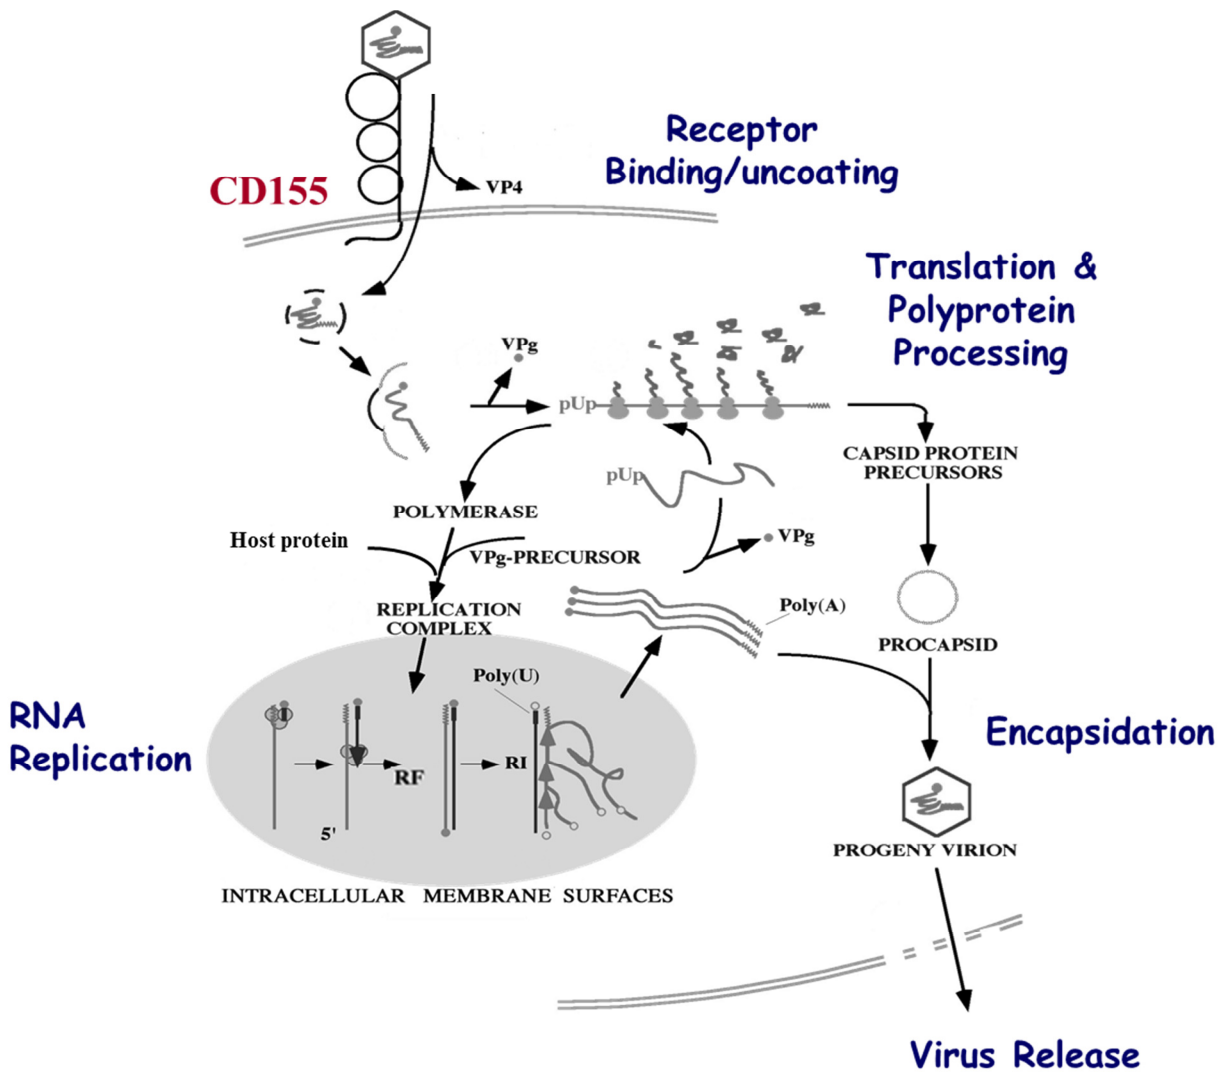 Receptor
Binding/uncoating
CD155
VP4
Translation &
Polyprotein
Processing
VPg
pUp
CAPSID PROTEIN
PRECURSORS
pUp
POLYMERASE
Host protein
VPg-PRECURSOR
VPg
REPLICATION
COMPLEX
Poly(A)
PROCAPSID
Poly(U)
RNA
Replication
RF
RI
5'
Encapsidation
PROGENY VIRION
INTRACELLULAR MEMBRANE SURFACES
Virus Release